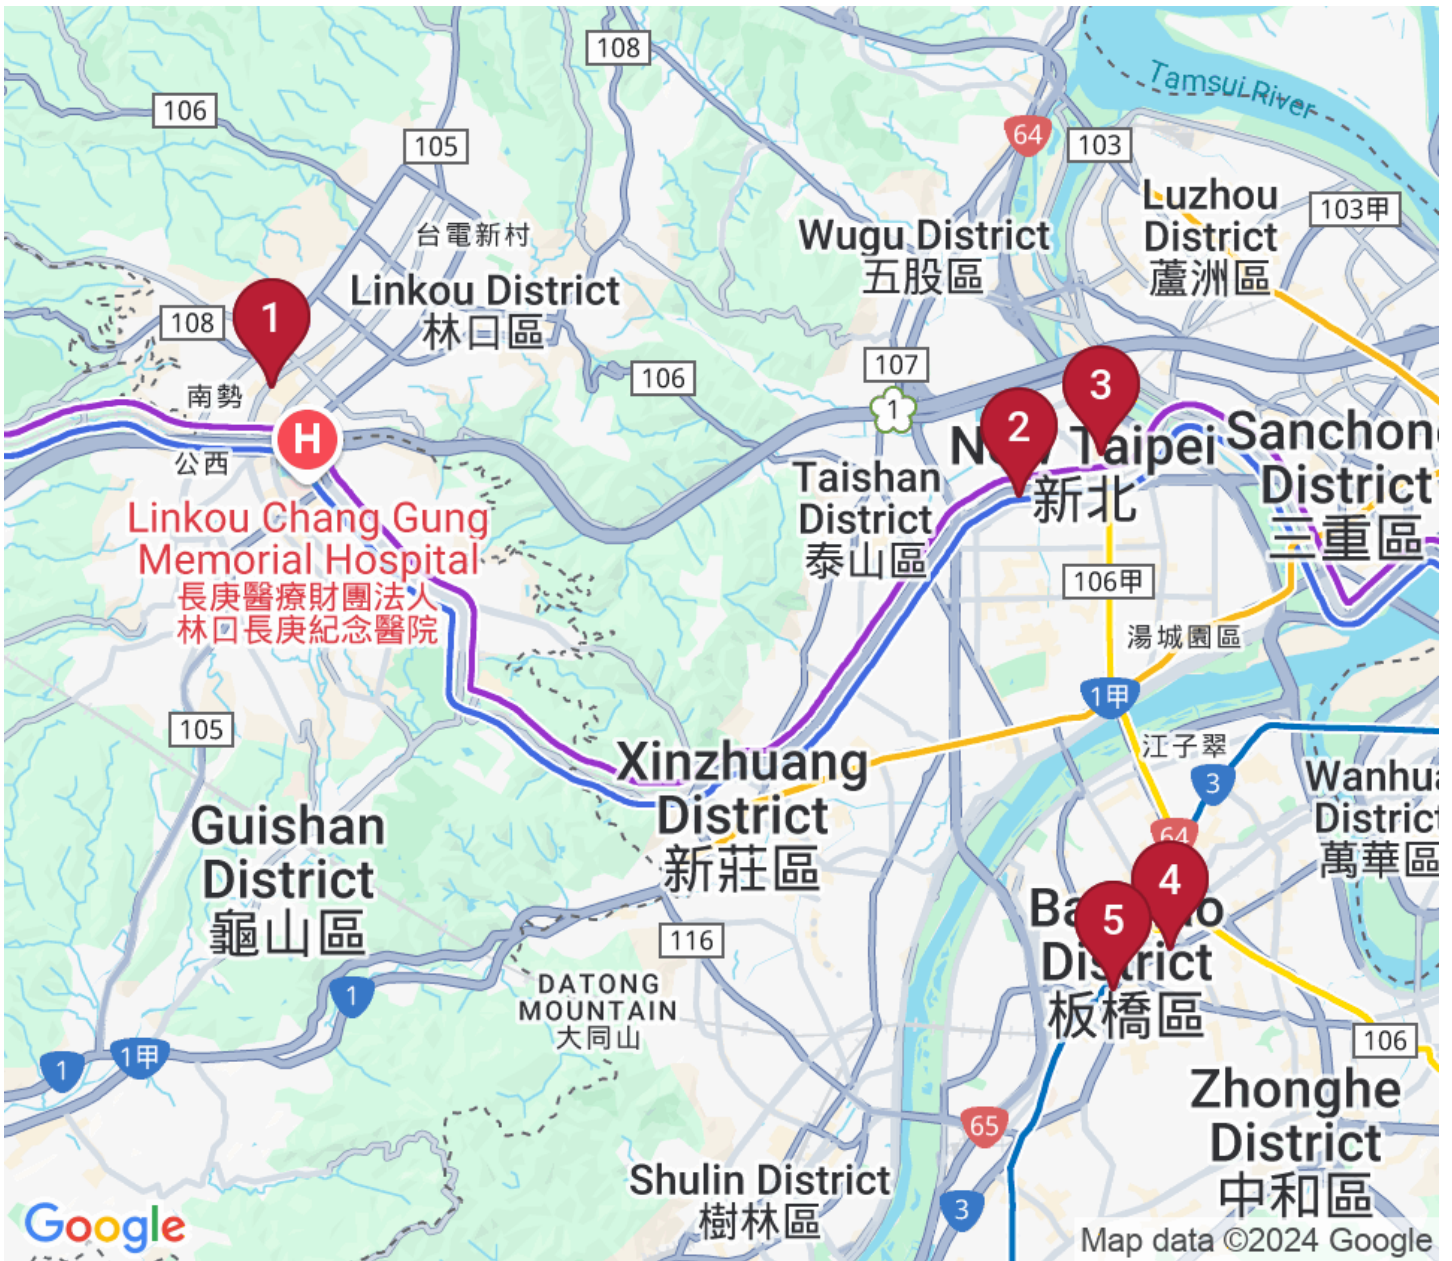 108
Tamsui River
106
64
105
103
Luzhou
District
蘆洲區
103甲
台電新村
Wugu District
五股區
Linkou District
林口區
1
108
107
106
3
南勢
1
2
H
公西
New Taipei
新北
Sanchong
District
三重區
Taishan
District
泰山區
Linkou Chang Gung
Memorial Hospital
長庚醫療財團法人
林口長庚紀念醫院
106甲
湯城園區
1甲
105
江子翠
3
Xinzhuang
District
新莊區
Wanhua
District
萬華區
Guishan
District
龜山區
64
4
5
District
板橋區
116
DATONG
MOUNTAIN
大同山
1
1甲
1
106
Zhonghe
District
中和區
65
Shulin District
樹林區
3
Google
Map data ©2024 Google